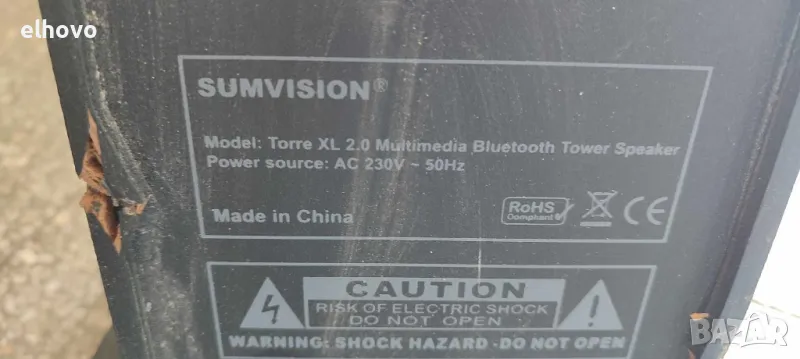 elhovo
SUMVISION®
Model: Torre XL 2.0 Multimedia Bluetooth Tower Speaker
Power source: AC 230V ~ 50Hz
Made in China
RoHS
Compliant
CE
CAUTION
RISK OF ELECTRIC SHOCK
DO NOT OPEN
WARNING: SHOCK HAZARD -DO NOT OPEN
BAZAR